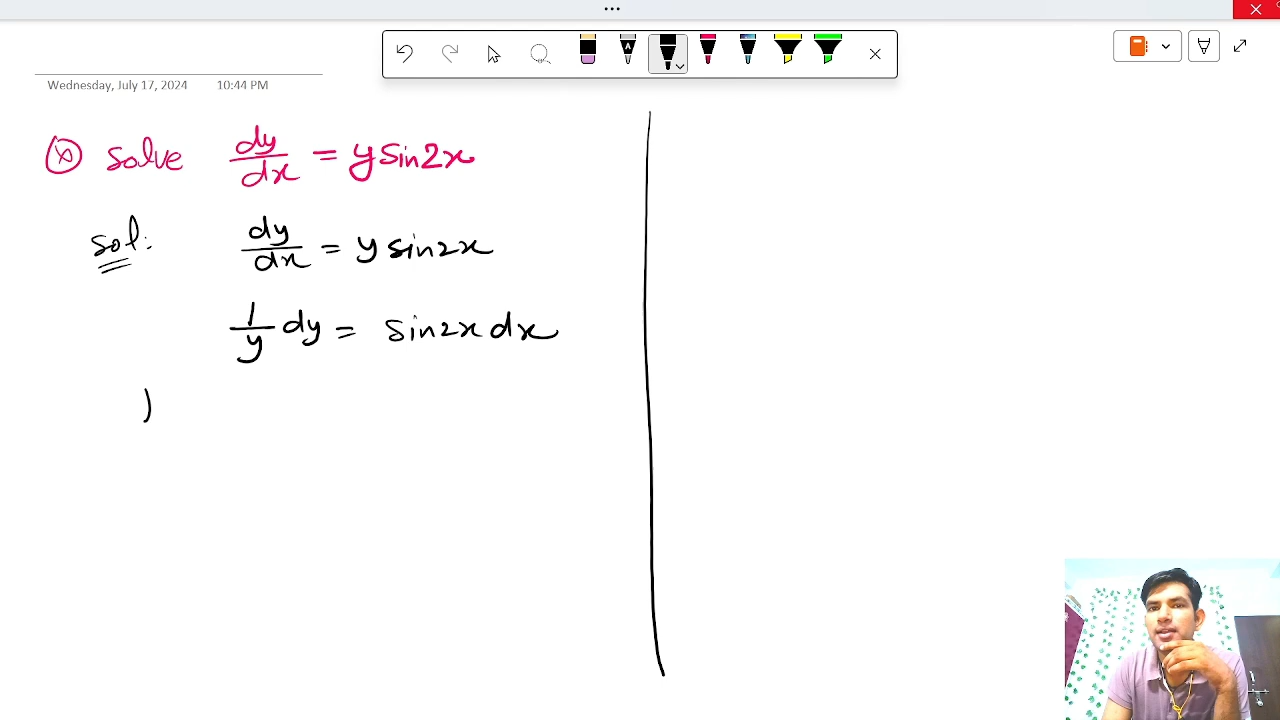 Wednesday, July 17, 2024 10:44 PM
solve dy/dx = y sin2x
sol:
dy/dx = y sin2x
1/y dy = sin2x dx
)